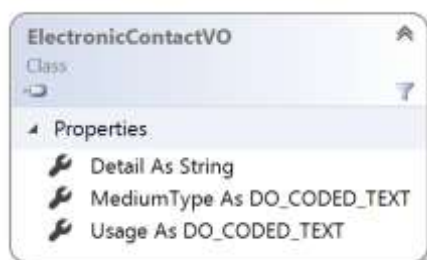 ElectronicContactVO
Class
Properties
Detail As String
MediumType As DO_CODED_TEXT
Usage As DO_CODED_TEXT